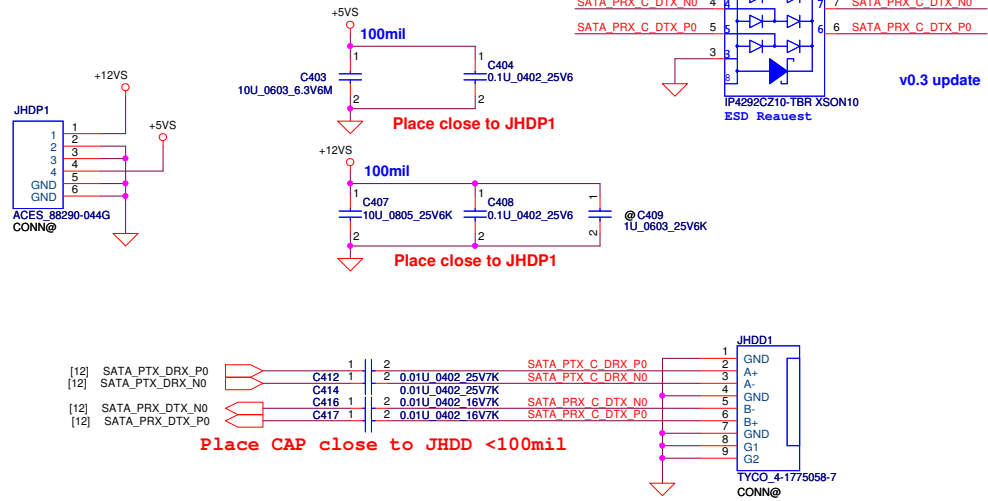 SATA_PRX_C_DTX_N0 4 4 7 7 SATA_PRX_C_DTX_N0
SATA_PRX_C_DTX_P0 5 5 6 6 SATA_PRX_C_DTX_P0
3 3
8
IP4292CZ10-TBR XSON10
ESD Reauest
v0.3 update
+5VS
100mil
1
C403
10U_0603_6.3V6M
2
1
C404
0.1U_0402_25V6
2
Place close to JHDP1
+12VS
JHDP1
+5VS
1 1
2 2
3 3
4 4
GND 5
GND 6
ACES_88290-044G
CONN@
+12VS
100mil
1
C407
10U_0805_25V6K
2
1
C408
0.1U_0402_25V6
2
1
@ C409
1U_0603_25V6K
2
Place close to JHDP1
[12] SATA_PTX_DRX_P0 1 2 SATA_PTX_C_DRX_P0
[12] SATA_PTX_DRX_N0 C412 1 2 0.01U_0402_25V7K SATA_PTX_C_DRX_N0
C414 0.01U_0402_25V7K
[12] SATA_PRX_DTX_N0 C416 1 2 0.01U_0402_16V7K SATA_PRX_C_DTX_N0
[12] SATA_PRX_DTX_P0 C417 1 2 0.01U_0402_16V7K SATA_PRX_C_DTX_P0
Place CAP close to JHDD <100mil
JHDD1
1 GND
2 A+
3 A-
4 GND
5 B-
6 B+
7 GND
8 G1
9 G2
TYCO_4-1775058-7
CONN@